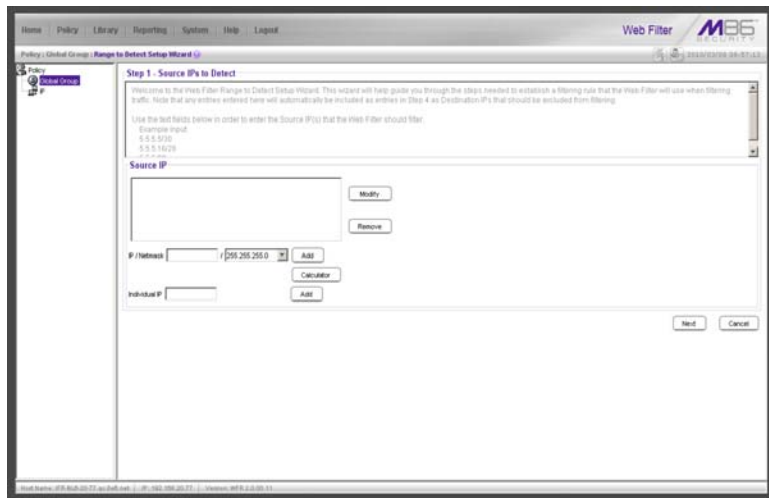 Home | Policy | Library | Reporting | System | Help | Logout
Web Filter M86 SECURITY
Policy : Global Group : Range to Detect Setup Wizard
Policy
Global Group
IP
Step 1 - Source IPs to Detect
Welcome to the Web Filter Range to Detect Setup Wizard. This wizard will help guide you through the steps needed to establish a filtering rule that the Web Filter will use when filtering
traffic. Note that any entries entered here will automatically be included as entries in Step 4 as Destination IPs that should be excluded from filtering.
Use the text fields below in order to enter the Source IP(s) that the Web Filter should filter.
Example Input
5.5.5.5/30
5.5.5.16/29
Source IP
Modify
Remove
IP / Netmask / 255.255.255.0 Add
Calculator
Individual IP Add
Next Cancel